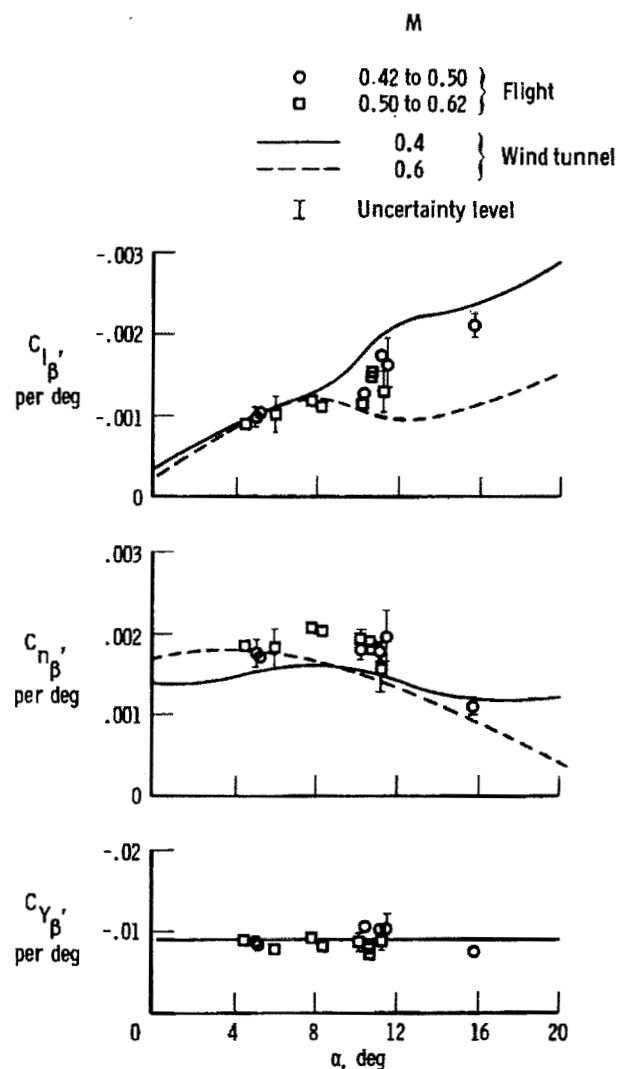 M
0.42 to 0.50
0.50 to 0.62
Flight
0.4
0.6
Wind tunnel
Uncertainty level
-.003
-.002
-.001
0
C_lβ,
per deg
.003
.002
.001
0
C_nβ,
per deg
-.02
-.01
0
C_Yβ,
per deg
4
8
12
16
20
α, deg